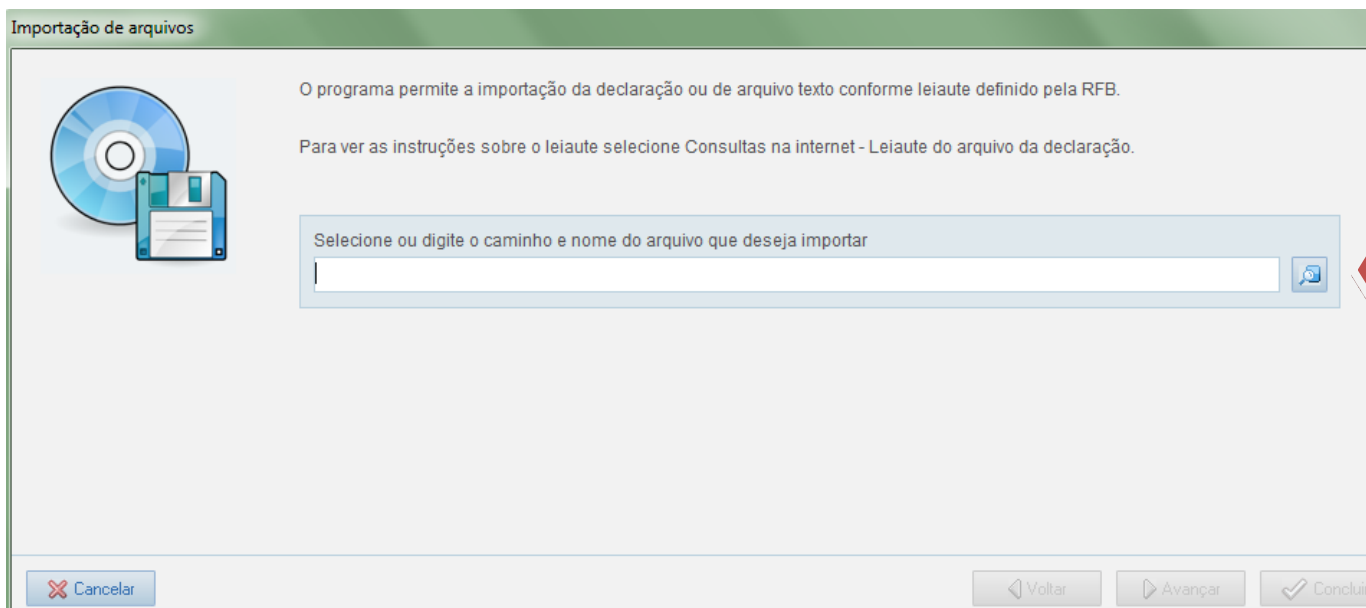 Importação de arquivos
O programa permite a importação da declaração ou de arquivo texto conforme leiaute definido pela RFB.
Para ver as instruções sobre o leiaute selecione Consultas na internet - Leiaute do arquivo da declaração.
Selecione ou digite o caminho e nome do arquivo que deseja importar
Cancelar
Voltar
Avançar
Concluir